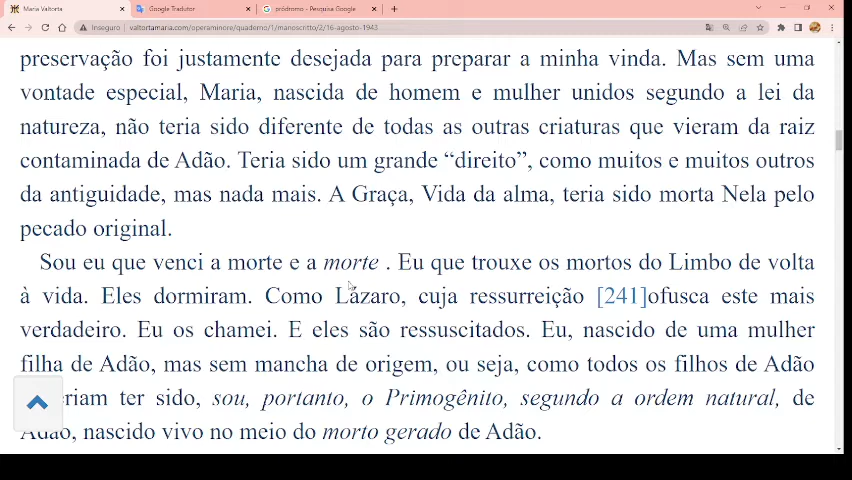 Maria Valtorta
Google Tradutor
pródromo - Pesquisa Google
Inseguro | valtortamaria.com/operaminore/quaderno/1/manoscritto/2/16-agosto-1943
preservação foi justamente desejada para preparar a minha vinda. Mas sem uma
vontade especial, Maria, nascida de homem e mulher unidos segundo a lei da
natureza, não teria sido diferente de todas as outras criaturas que vieram da raiz
contaminada de Adão. Teria sido um grande “direito”, como muitos e muitos outros
da antiguidade, mas nada mais. A Graça, Vida da alma, teria sido morta Nela pelo
pecado original.
Sou eu que venci a morte e a morte . Eu que trouxe os mortos do Limbo de volta
à vida. Eles dormiram. Como Lázaro, cuja ressurreição [241]ofusca este mais
verdadeiro. Eu os chamei. E eles são ressuscitados. Eu, nascido de uma mulher
filha de Adão, mas sem mancha de origem, ou seja, como todos os filhos de Adão
eriam ter sido, sou, portanto, o Primogênito, segundo a ordem natural, de
Adão, nascido vivo no meio do morto gerado de Adão.